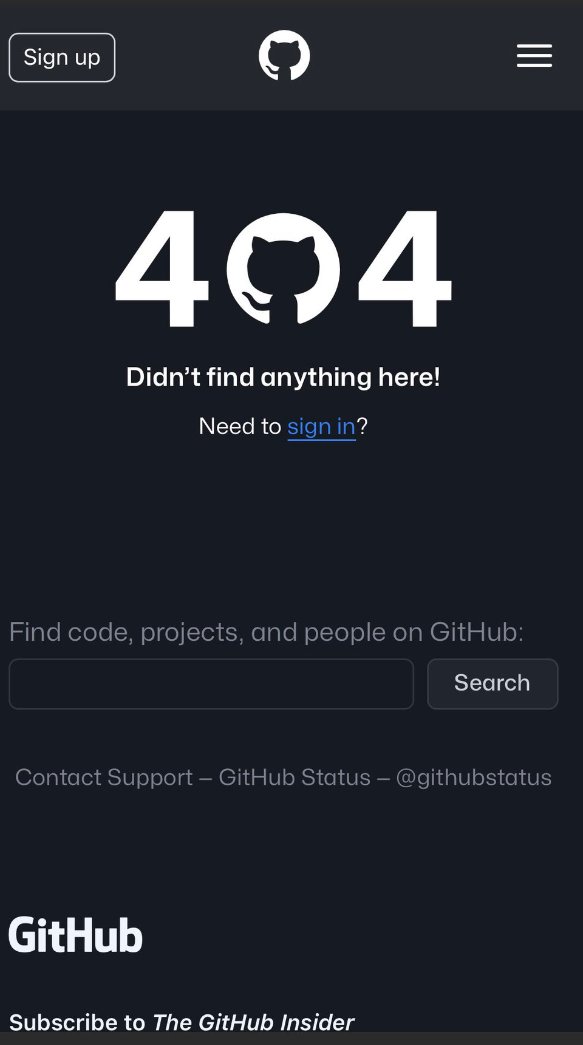 Sign up
404
Didn’t find anything here!
Need to sign in?
Find code, projects, and people on GitHub:
Search
Contact Support — GitHub Status — @githubstatus
GitHub
Subscribe to The GitHub Insider